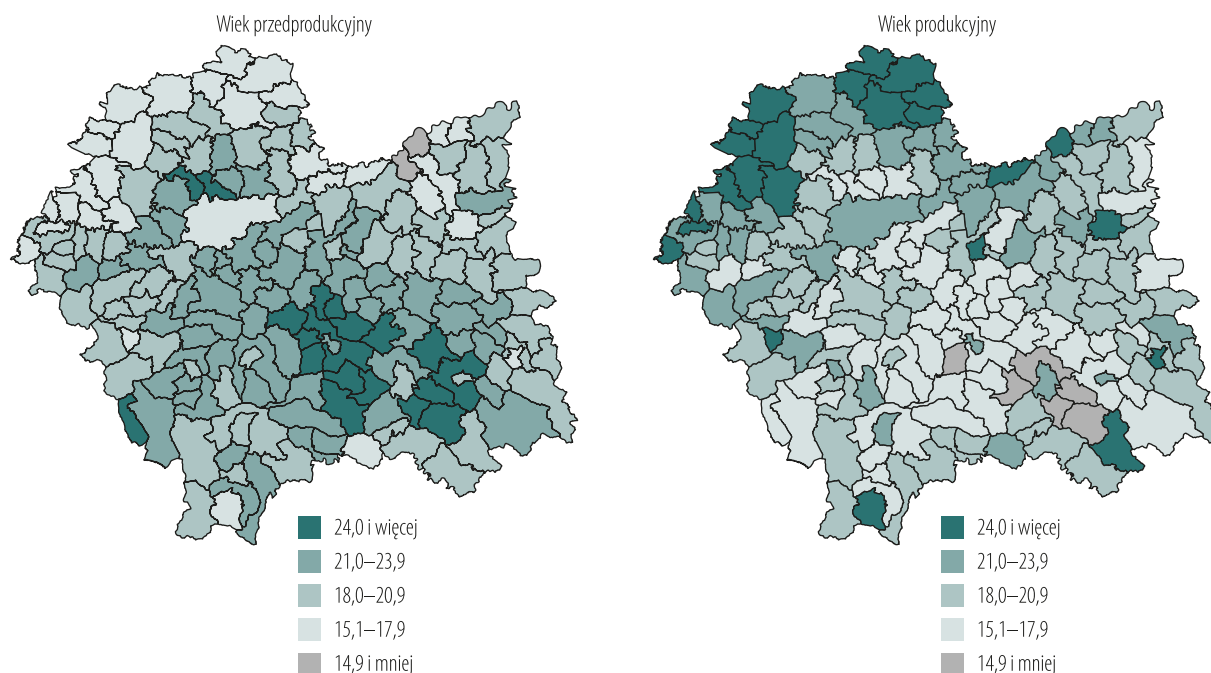 Wiek przedprodukcyjny
Wiek produkcyjny
24,0 i więcej
21,0–23,9
18,0–20,9
15,1–17,9
14,9 i mniej
24,0 i więcej
21,0–23,9
18,0–20,9
15,1–17,9
14,9 i mniej